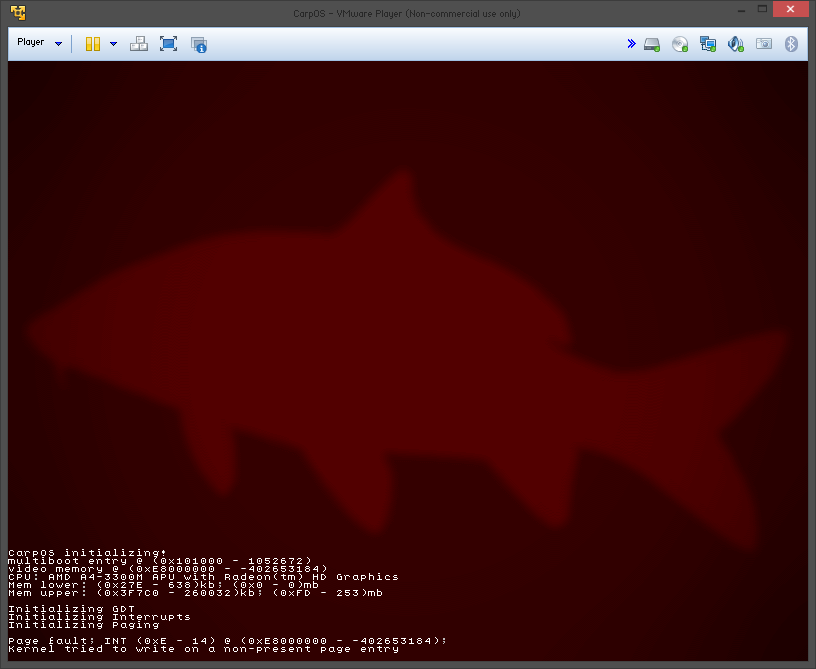 CarpOS - VMware Player (Non-commercial use only)
Player
CarpOS initializing!
multiboot entry @ (0x101000 - 1052672)
video memory @ (0xE8000000 - -402653184)
CPU: AMD A4-3300M APU with Radeon(tm) HD Graphics
Mem lower: (0x27E - 638)kb; (0x0 - 0)mb
Mem upper: (0x3F7C0 - 260032)kb; (0xFD - 253)mb
Initializing GDT
Initializing Interrupts
Initializing Paging
Page fault; INT (0xE - 14) @ (0xE8000000 - -402653184);
Kernel tried to write on a non-present page entry